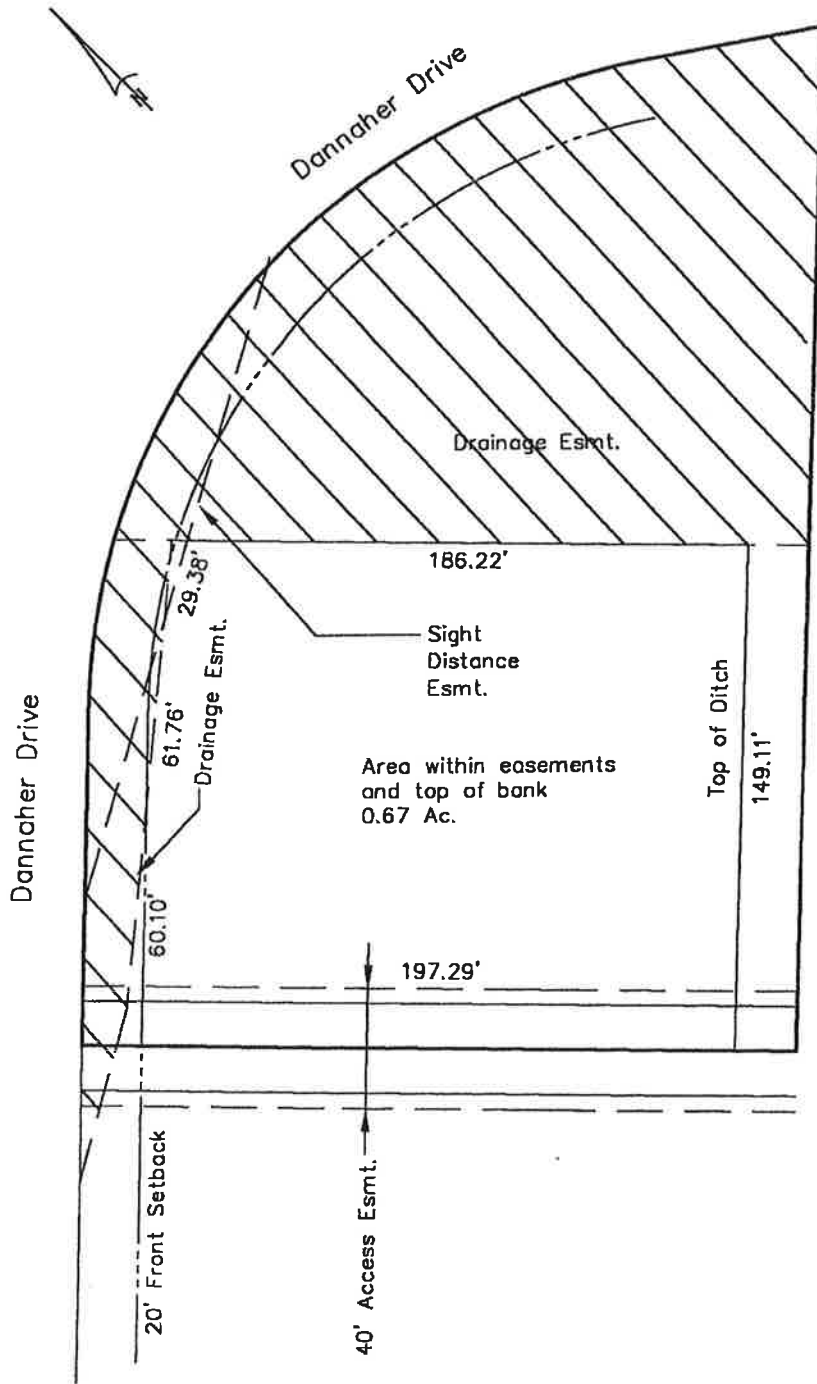 N
Dannaher Drive
Drainage Esmt.
186.22'
29.38'
Sight
Distance
Esmt.
Drainage Esmt.
61.76'
Dannaher Drive
Area within easements
and top of bank
0.67 Ac.
Top of Ditch
149.11'
60.10'
197.29'
20' Front Setback
40' Access Esmt.